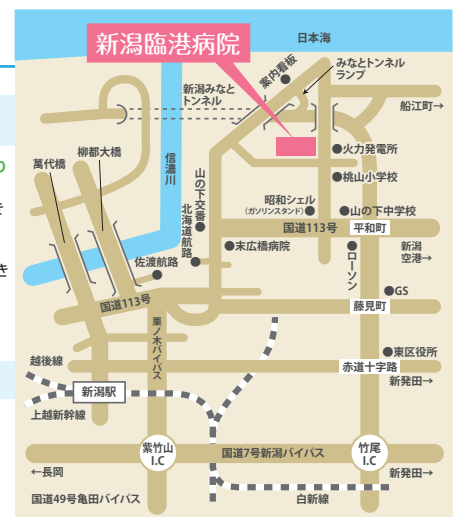 日本海
新潟臨港病院
案内看板
みなとトンネル
ランプ
新潟みなと
トンネル
船江町→
火力発電所
柳都大橋
萬代橋
信濃川
桃山小学校
山の下交番
北海道航路
昭和シェル
(ガソリンスタンド)
山の下中学校
国道113号
平和町
新潟
空港→
末広橋病院
佐渡航路
ローソン
GS
国道113号
藤見町
栗ノ木バイパス
東区役所
越後線
赤道十字路
新発田→
新潟駅
上越新幹線
紫竹山
I.C
国道7号新潟バイパス
竹尾
I.C
←長岡
新発田→
国道49号亀田バイパス
白新線
り
き
き